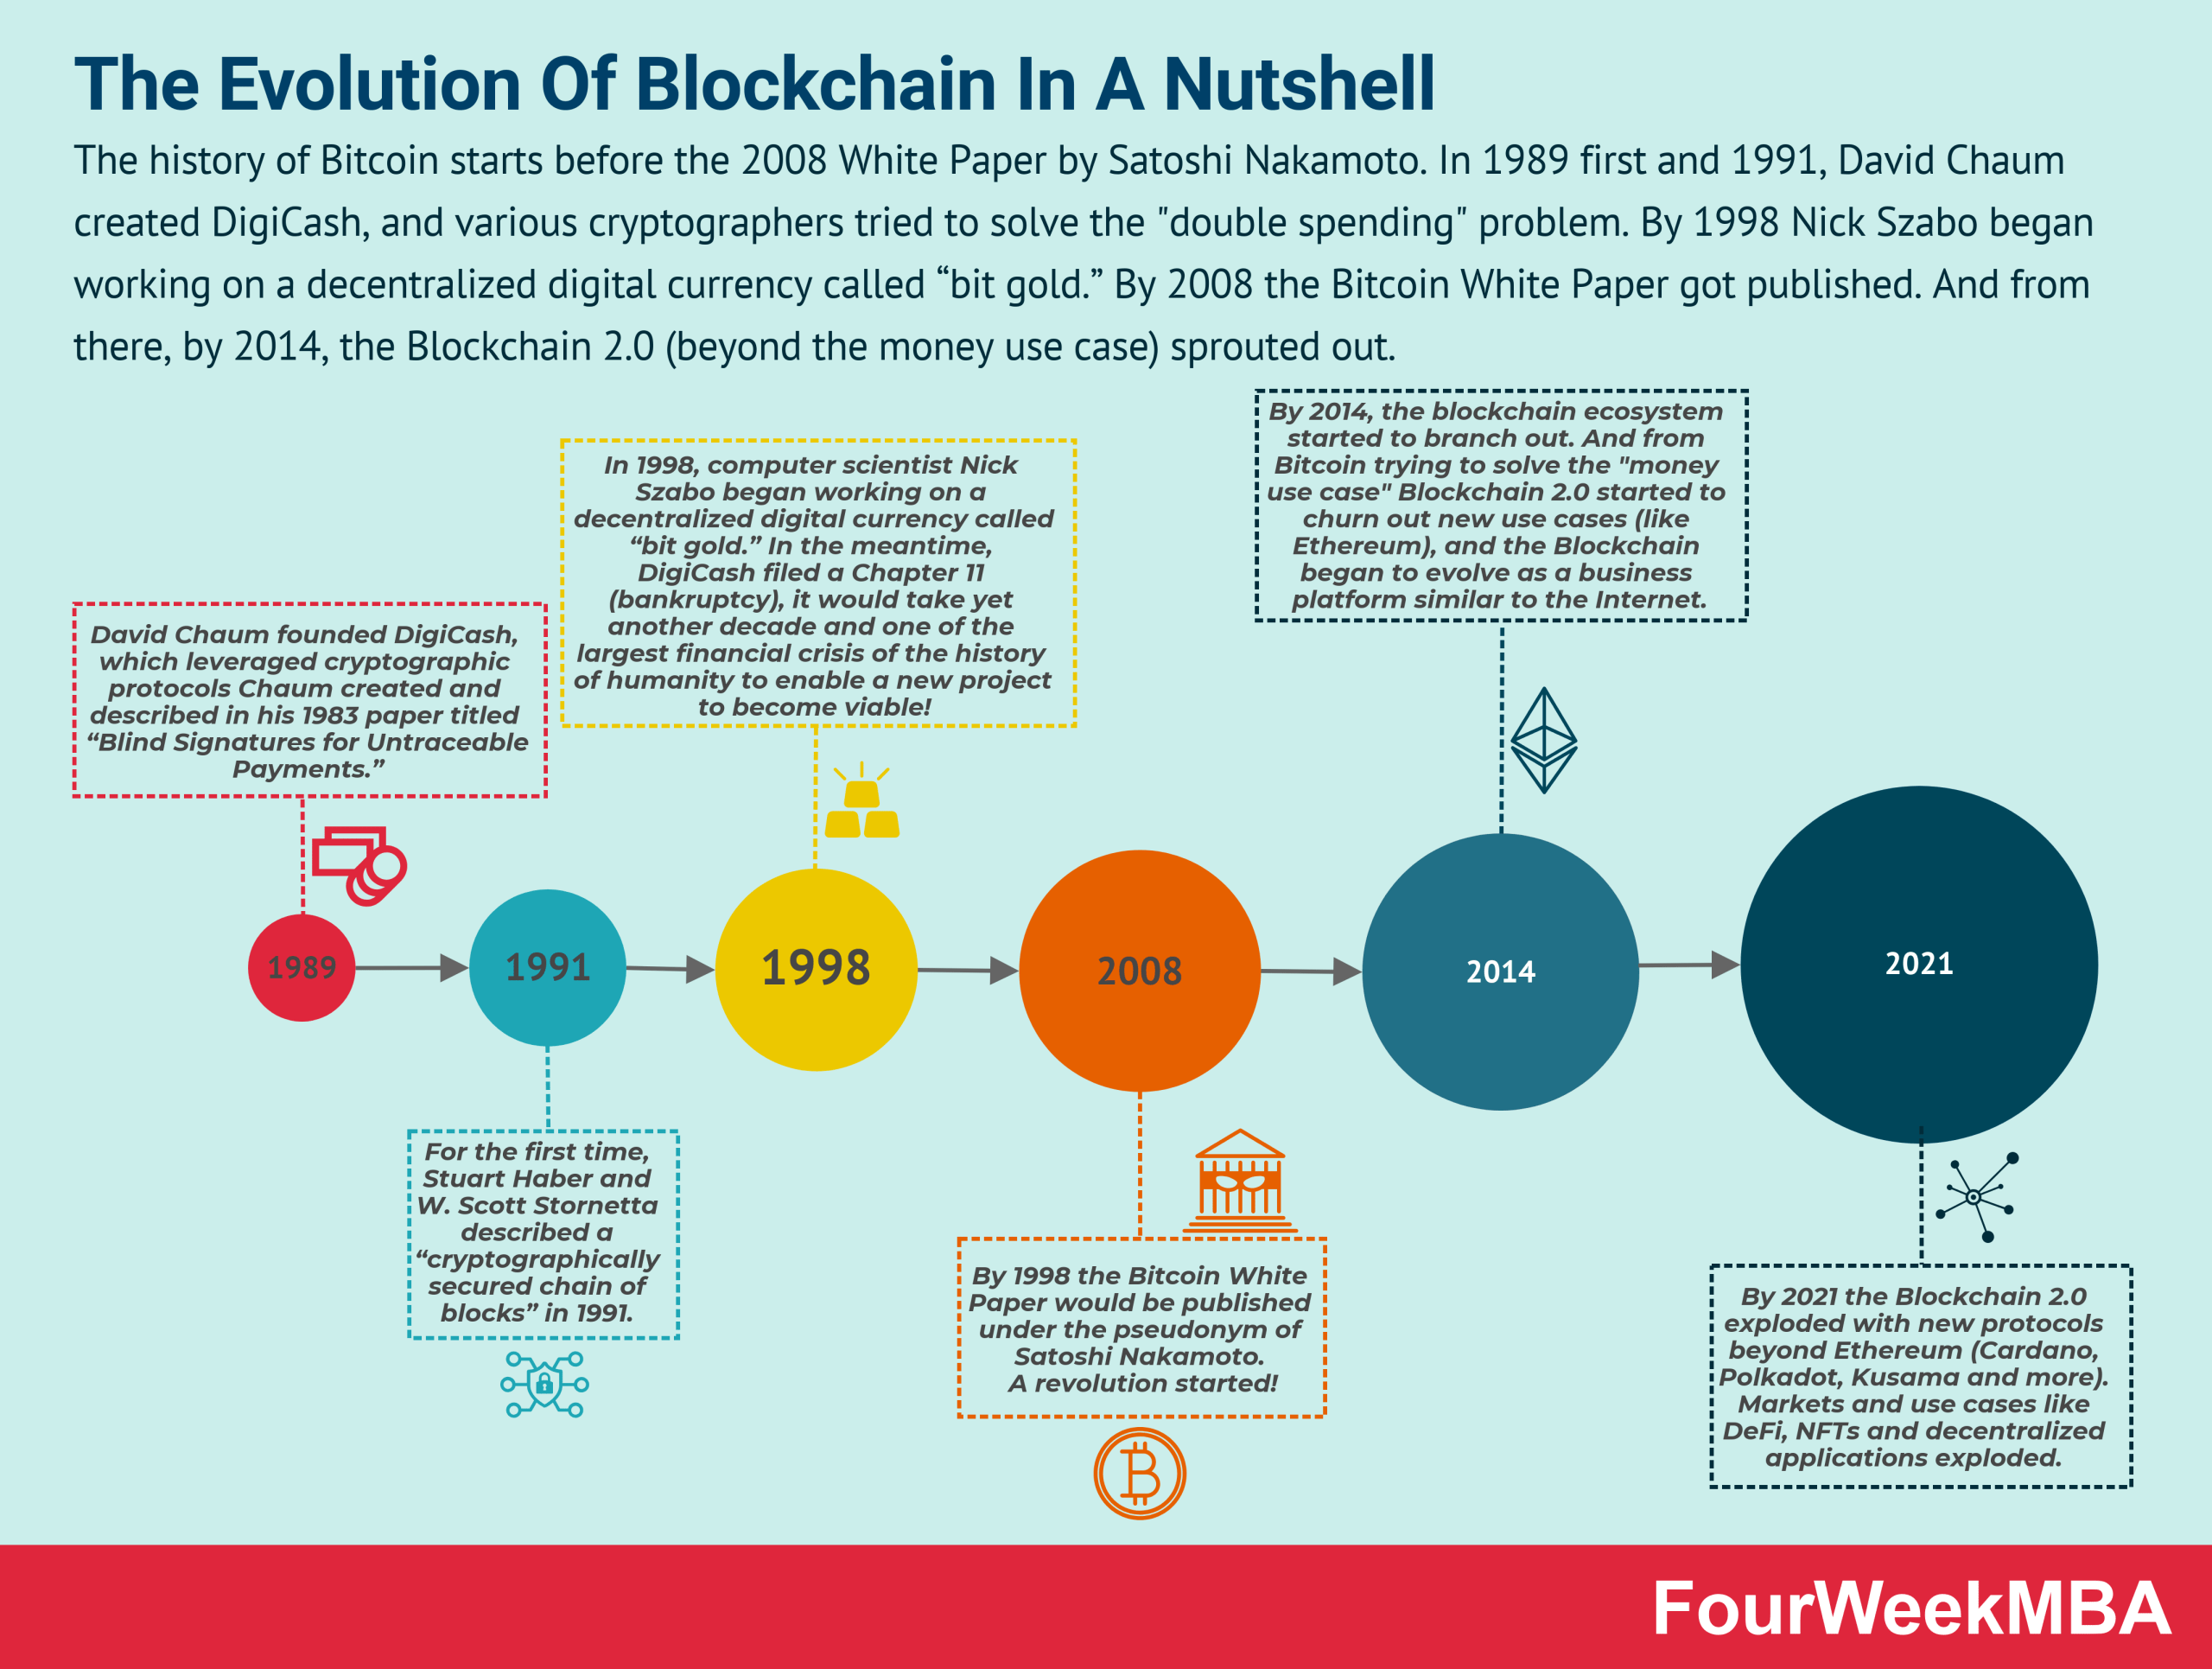 The Evolution Of Blockchain In A Nutshell
The history of Bitcoin starts before the 2008 White Paper by Satoshi Nakamoto. In 1989 first and 1991, David Chaum
created DigiCash, and various cryptographers tried to solve the "double spending" problem. By 1998 Nick Szabo began
working on a decentralized digital currency called “bit gold.” By 2008 the Bitcoin White Paper got published. And from
there, by 2014, the Blockchain 2.0 (beyond the money use case) sprouted out.
David Chaum founded DigiCash,
which leveraged cryptographic
protocols Chaum created and
described in his 1983 paper titled
“Blind Signatures for Untraceable
Payments.”
In 1998, computer scientist Nick
Szabo began working on a
decentralized digital currency called
“bit gold.” In the meantime,
DigiCash filed a Chapter 11
(bankruptcy), it would take yet
another decade and one of the
largest financial crisis of the history
of humanity to enable a new project
to become viable!
By 2014, the blockchain ecosystem
started to branch out. And from
Bitcoin trying to solve the "money
use case" Blockchain 2.0 started to
churn out new use cases (like
Ethereum), and the Blockchain
began to evolve as a business
platform similar to the Internet.
1989
1991
1998
2008
2014
2021
For the first time,
Stuart Haber and
W. Scott Stornetta
described a
“cryptographically
secured chain of
blocks” in 1991.
By 1998 the Bitcoin White
Paper would be published
under the pseudonym of
Satoshi Nakamoto.
A revolution started!
By 2021 the Blockchain 2.0
exploded with new protocols
beyond Ethereum (Cardano,
Polkadot, Kusama and more).
Markets and use cases like
DeFi, NFTs and decentralized
applications exploded.
FourWeekMBA